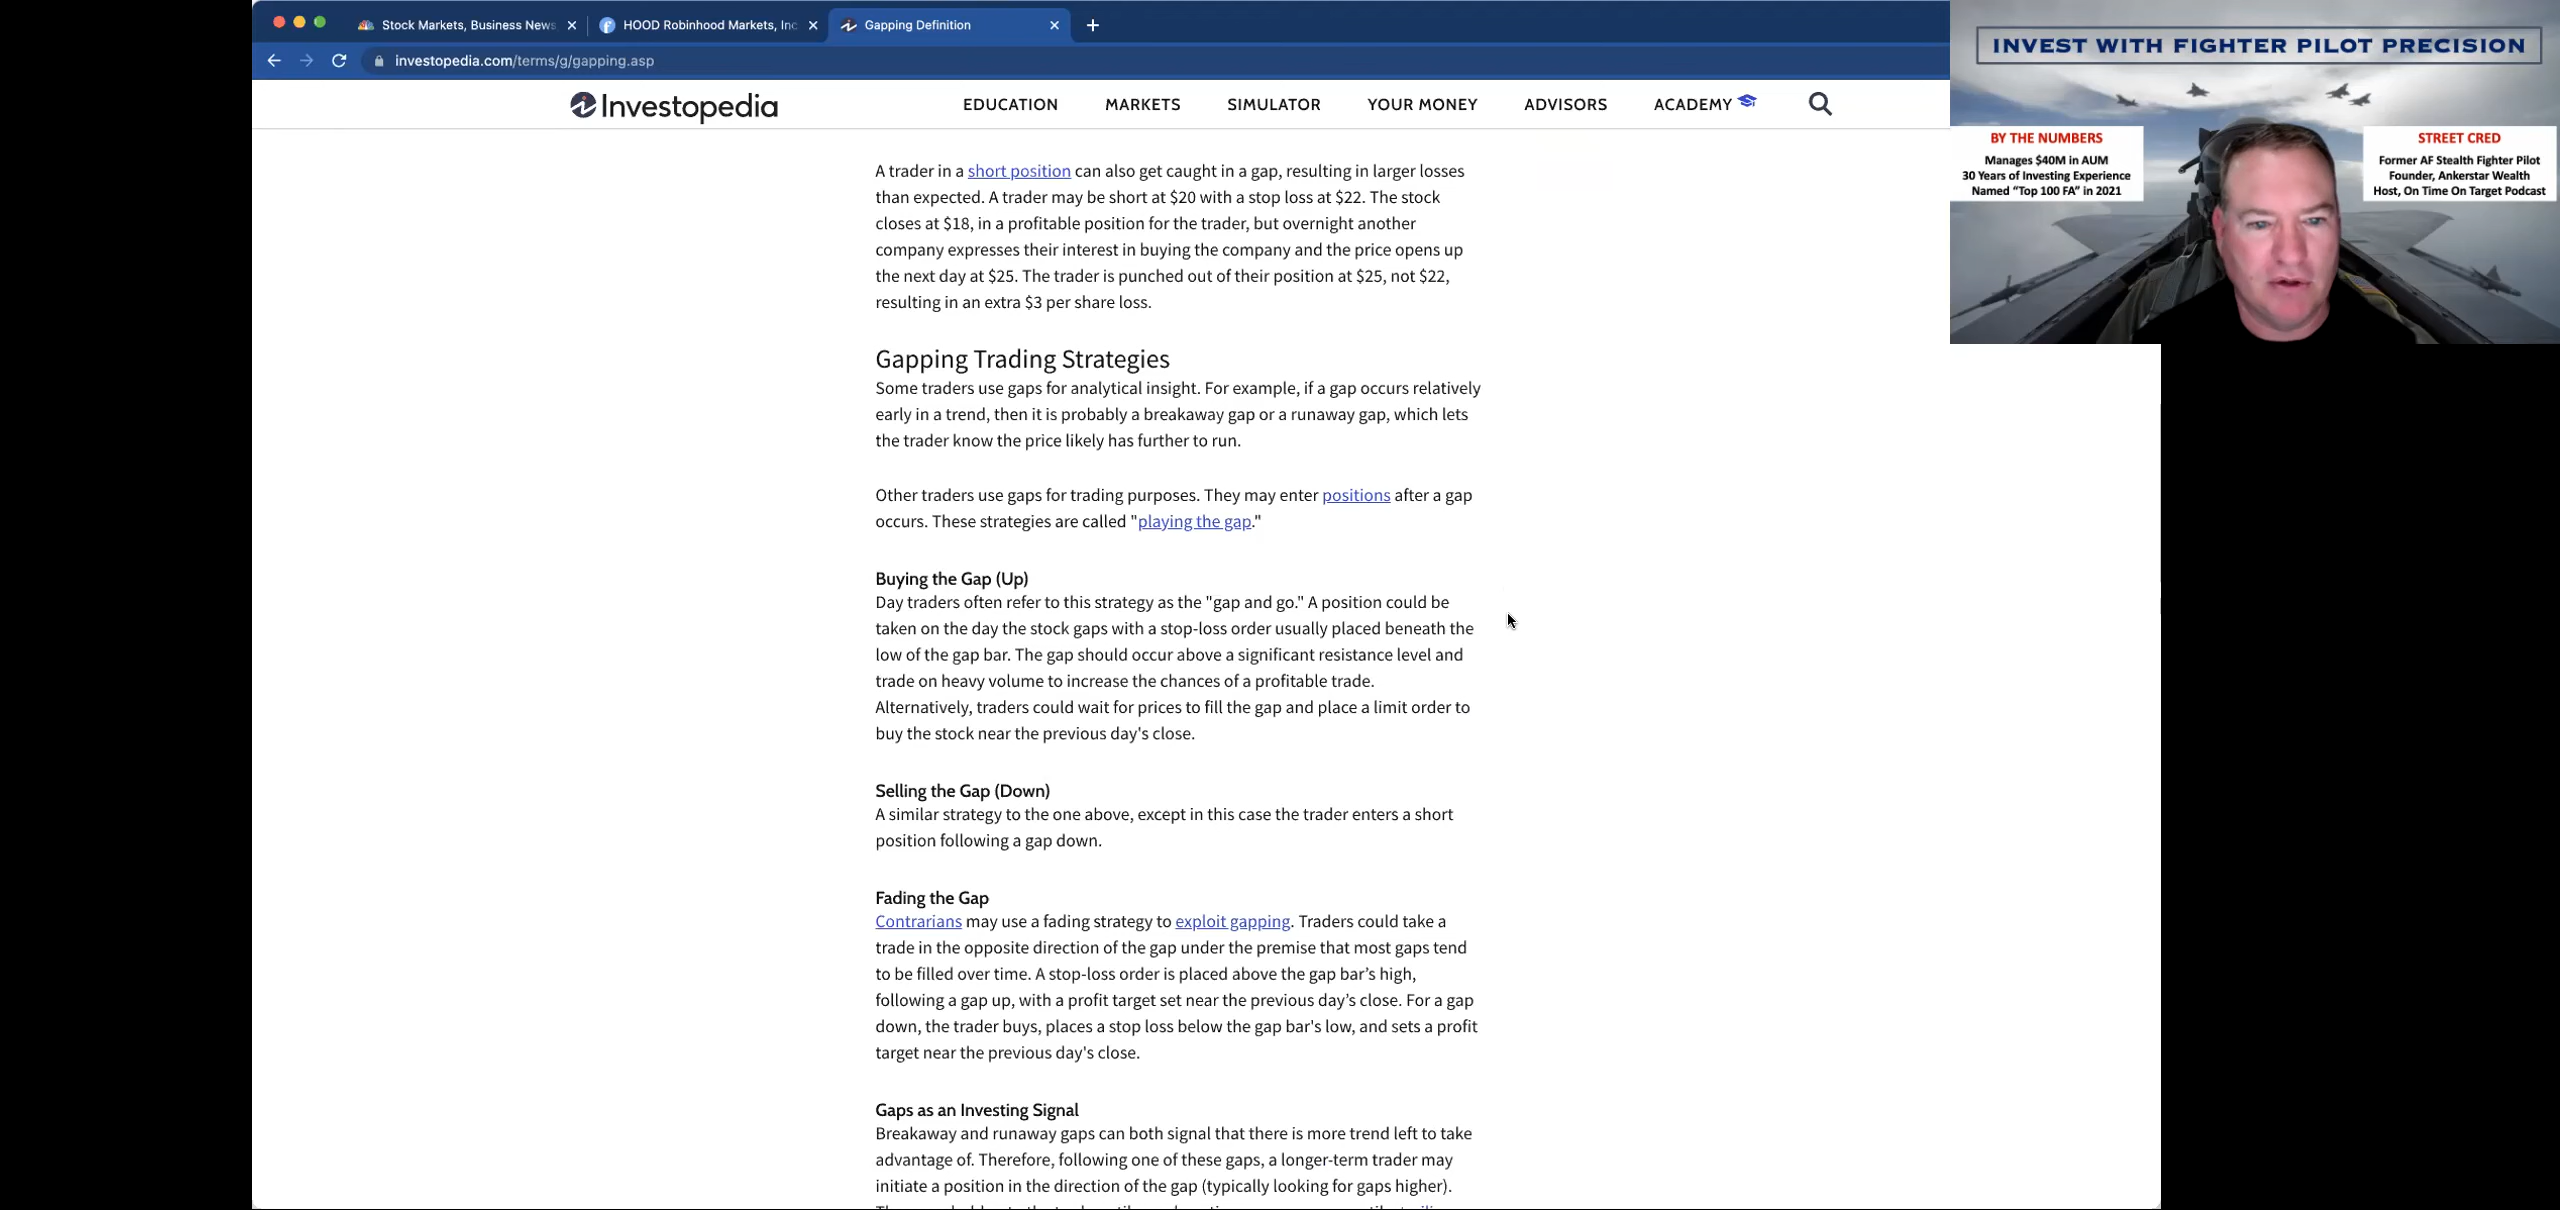 Stock Markets, Business News
HOOD Robinhood Markets, Inc
Gapping Definition
investopedia.com/terms/g/gapping.asp
Investopedia
EDUCATION
MARKETS
SIMULATOR
YOUR MONEY
ADVISORS
ACADEMY
INVEST WITH FIGHTER PILOT PRECISION
BY THE NUMBERS
Manages $40M in AUM
30 Years of Investing Experience
Named “Top 100 FA” in 2021
STREET CRED
Former AF Stealth Fighter Pilot
Founder, Ankerstar Wealth
Host, On Time On Target Podcast
A trader in a short position can also get caught in a gap, resulting in larger losses
than expected. A trader may be short at $20 with a stop loss at $22. The stock
closes at $18, in a profitable position for the trader, but overnight another
company expresses their interest in buying the company and the price opens up
the next day at $25. The trader is punched out of their position at $25, not $22,
resulting in an extra $3 per share loss.
Gapping Trading Strategies
Some traders use gaps for analytical insight. For example, if a gap occurs relatively
early in a trend, then it is probably a breakaway gap or a runaway gap, which lets
the trader know the price likely has further to run.
Other traders use gaps for trading purposes. They may enter positions after a gap
occurs. These strategies are called "playing the gap."
Buying the Gap (Up)
Day traders often refer to this strategy as the "gap and go." A position could be
taken on the day the stock gaps with a stop-loss order usually placed beneath the
low of the gap bar. The gap should occur above a significant resistance level and
trade on heavy volume to increase the chances of a profitable trade.
Alternatively, traders could wait for prices to fill the gap and place a limit order to
buy the stock near the previous day's close.
Selling the Gap (Down)
A similar strategy to the one above, except in this case the trader enters a short
position following a gap down.
Fading the Gap
Contrarians may use a fading strategy to exploit gapping. Traders could take a
trade in the opposite direction of the gap under the premise that most gaps tend
to be filled over time. A stop-loss order is placed above the gap bar’s high,
following a gap up, with a profit target set near the previous day’s close. For a gap
down, the trader buys, places a stop loss below the gap bar's low, and sets a profit
target near the previous day's close.
Gaps as an Investing Signal
Breakaway and runaway gaps can both signal that there is more trend left to take
advantage of. Therefore, following one of these gaps, a longer-term trader may
initiate a position in the direction of the gap (typically looking for gaps higher).